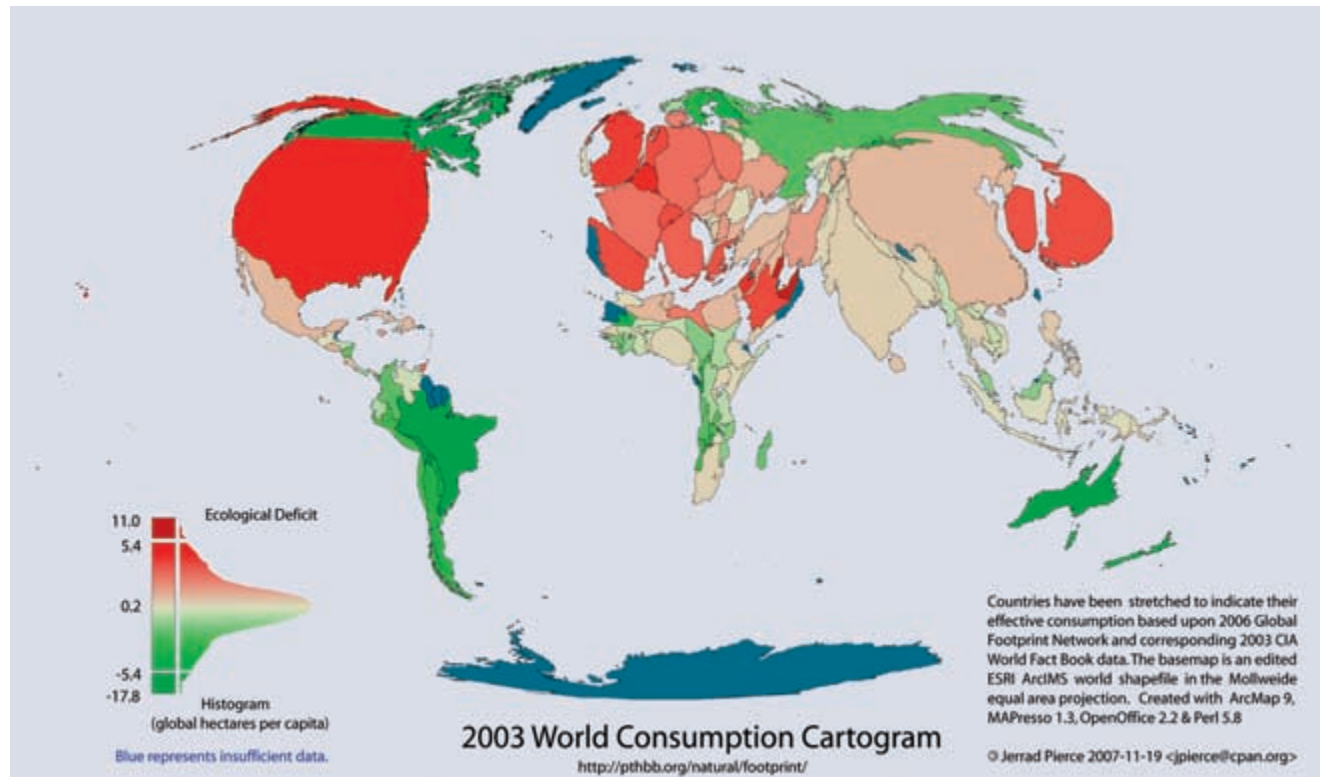 Ecological Deficit
11.0
5.4
0.2
-5.4
-17.8
Histogram
(global hectares per capita)
Blue represents insufficient data.
2003 World Consumption Cartogram
http://pthbb.org/natural/footprint/
Countries have been stretched to indicate their
effective consumption based upon 2006 Global
Footprint Network and corresponding 2003 CIA
World Fact Book data. The basemap is an edited
ESRI ArcIMS world shapefile in the Mollweide
equal area projection. Created with ArcMap 9,
MAPresso 1.3, OpenOffice 2.2 & Perl 5.8
© Jerrad Pierce 2007-11-19 <jpierce@cpan.org>